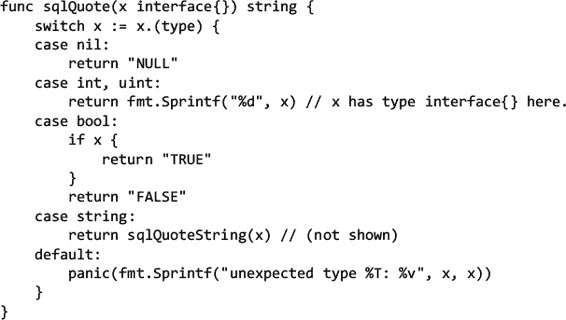 func sqlQuote(x interface{}) string {
    switch x := x.(type) {
    case nil:
        return "NULL"
    case int, uint:
        return fmt.Sprintf("%d", x) // x has type interface{} here.
    case bool:
        if x {
            return "TRUE"
        }
        return "FALSE"
    case string:
        return sqlQuoteString(x) // (not shown)
    default:
        panic(fmt.Sprintf("unexpected type %T: %v", x, x))
    }
}